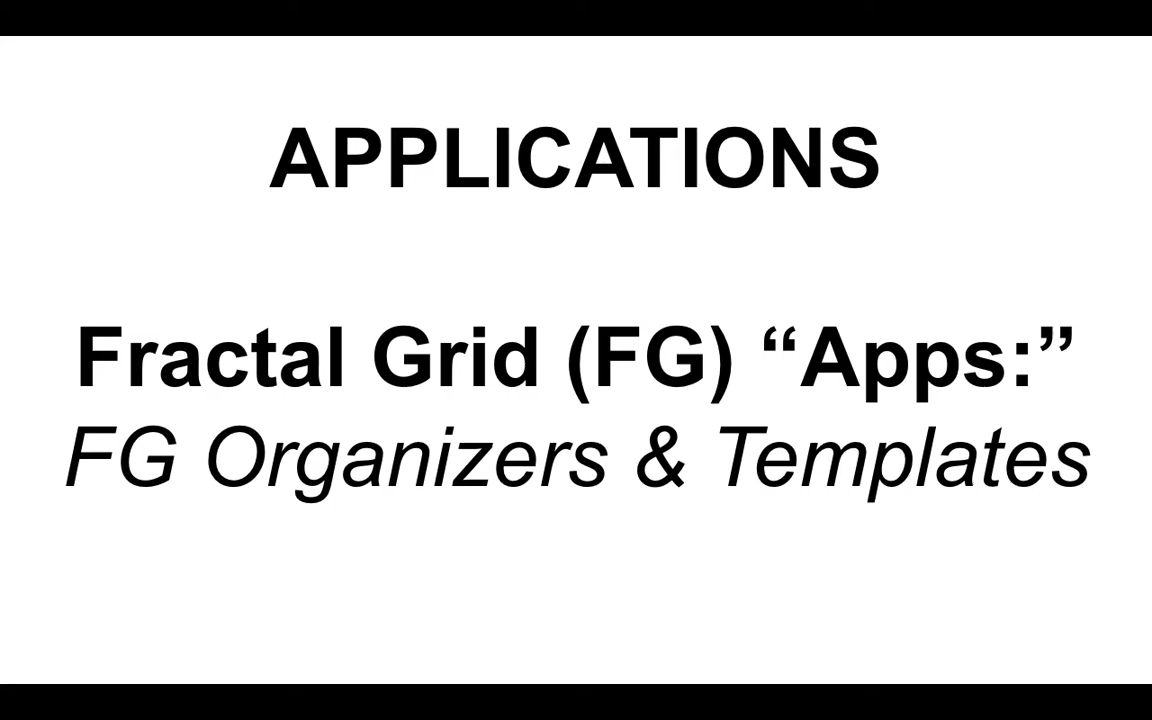 APPLICATIONS
Fractal Grid (FG) “Apps:”
FG Organizers & Templates